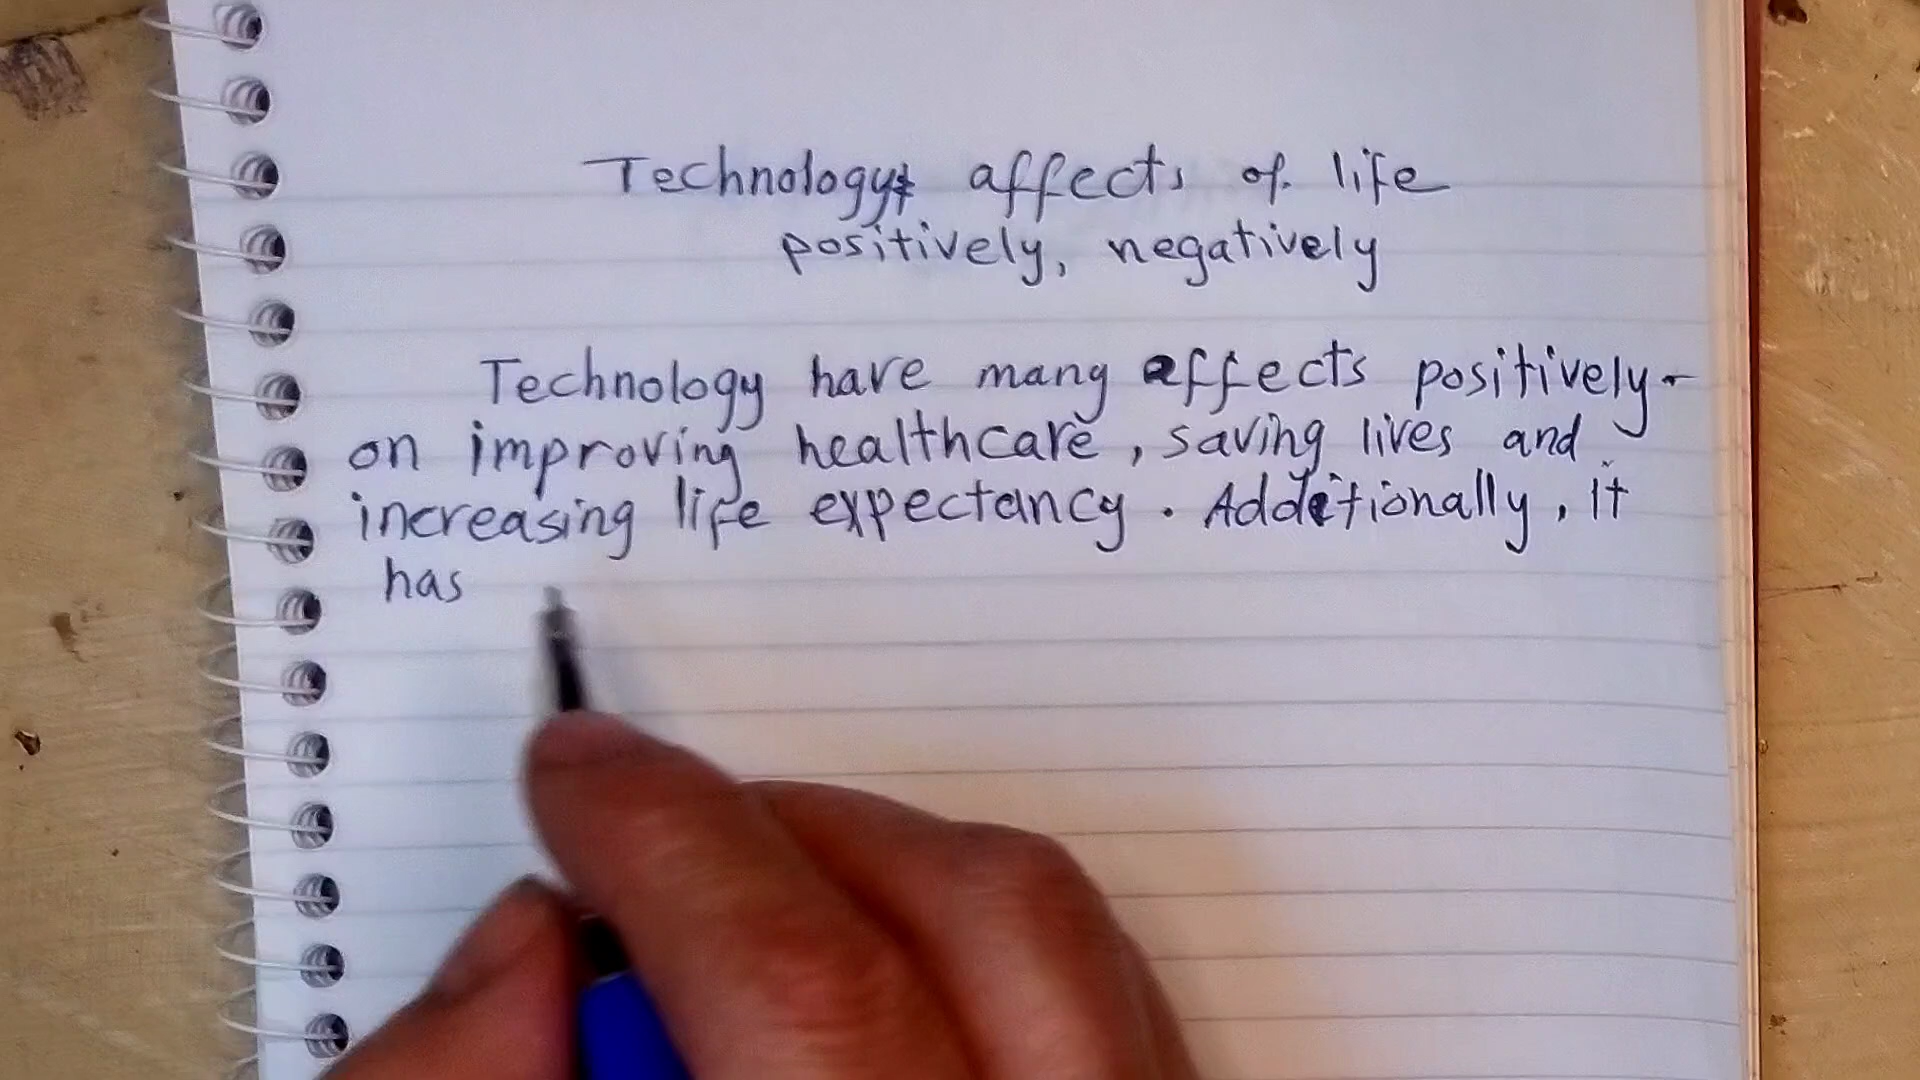 Technology affects of life
positively, negatively
Technology have many effects positively
on improving healthcare, saving lives and
increasing life expectancy. Additionally, it
has